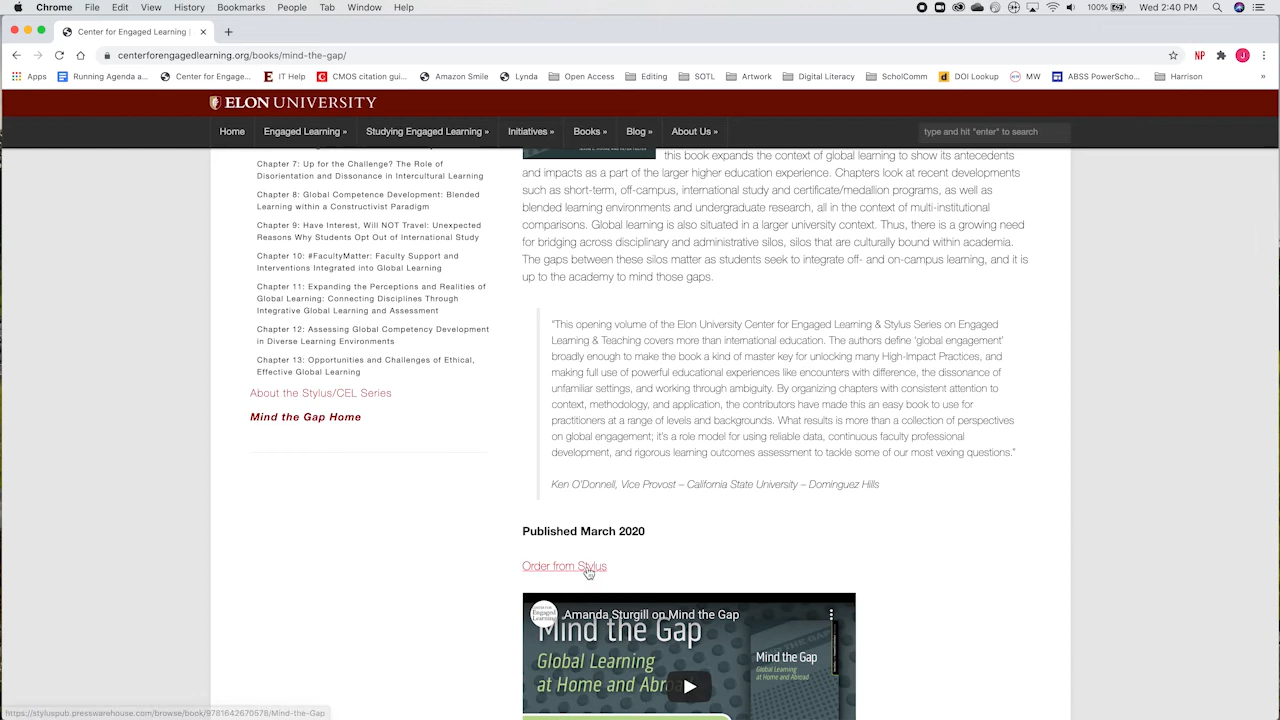 Chrome File Edit View History Bookmarks People Tab Window Help 100% Wed 2:40 PM
Center for Engaged Learning |
centerforengagedlearning.org/books/mind-the-gap/
NP J
Apps Running Agenda a... Center for Engage... IT Help CMOS citation gui... Amazon Smile Lynda Open Access Editing SOTL Artwork Digital Literacy ScholComm DOI Lookup MW ABSS PowerScho... Harrison »
ELON UNIVERSITY
Home Engaged Learning » Studying Engaged Learning » Initiatives » Books » Blog » About Us » type and hit "enter" to search
Chapter 7: Up for the Challenge? The Role of
Disorientation and Dissonance in Intercultural Learning
Chapter 8: Global Competence Development: Blended
Learning within a Constructivist Paradigm
Chapter 9: Have Interest, Will NOT Travel: Unexpected
Reasons Why Students Opt Out of International Study
Chapter 10: #FacultyMatter: Faculty Support and
Interventions Integrated into Global Learning
Chapter 11: Expanding the Perceptions and Realities of
Global Learning: Connecting Disciplines Through
Integrative Global Learning and Assessment
Chapter 12: Assessing Global Competency Development
in Diverse Learning Environments
Chapter 13: Opportunities and Challenges of Ethical,
Effective Global Learning
About the Stylus/CEL Series
Mind the Gap Home
this book expands the context of global learning to show its antecedents
and impacts as a part of the larger higher education experience. Chapters look at recent developments
such as short-term, off-campus, international study and certificate/medallion programs, as well as
blended learning environments and undergraduate research, all in the context of multi-institutional
comparisons. Global learning is also situated in a larger university context. Thus, there is a growing need
for bridging across disciplinary and administrative silos, silos that are culturally bound within academia.
The gaps between these silos matter as students seek to integrate off- and on-campus learning, and it is
up to the academy to mind those gaps.
“This opening volume of the Elon University Center for Engaged Learning & Stylus Series on Engaged
Learning & Teaching covers more than international education. The authors define ‘global engagement’
broadly enough to make the book a kind of master key for unlocking many High-Impact Practices, and
making full use of powerful educational experiences like encounters with difference, the dissonance of
unfamiliar settings, and working through ambiguity. By organizing chapters with consistent attention to
context, methodology, and application, the contributors have made this an easy book to use for
practitioners at a range of levels and backgrounds. What results is more than a collection of perspectives
on global engagement; it’s a role model for using reliable data, continuous faculty professional
development, and rigorous learning outcomes assessment to tackle some of our most vexing questions.”
Ken O’Donnell, Vice Provost – California State University – Dominguez Hills
Published March 2020
Order from Stylus
Amanda Sturgill on Mind the Gap
Mind the Gap
Global Learning
at Home and Abroad
Mind the Gap
Global Learning
at Home and Abroad
https://styluspub.presswarehouse.com/browse/book/9781642670578/Mind-the-Gap